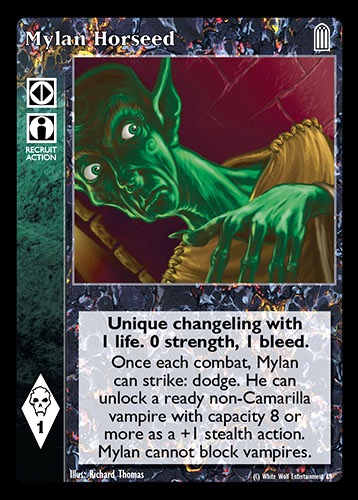 Mylan Horseed
RECRUIT
ACTION
Unique changeling with
1 life. 0 strength, 1 bleed.
Once each combat, Mylan
can strike: dodge. He can
unlock a ready non-Camarilla
vampire with capacity 8 or
more as a +1 stealth action.
Mylan cannot block vampires.
1
Illus: Richard Thomas
(C) White Wolf Entertainment AB